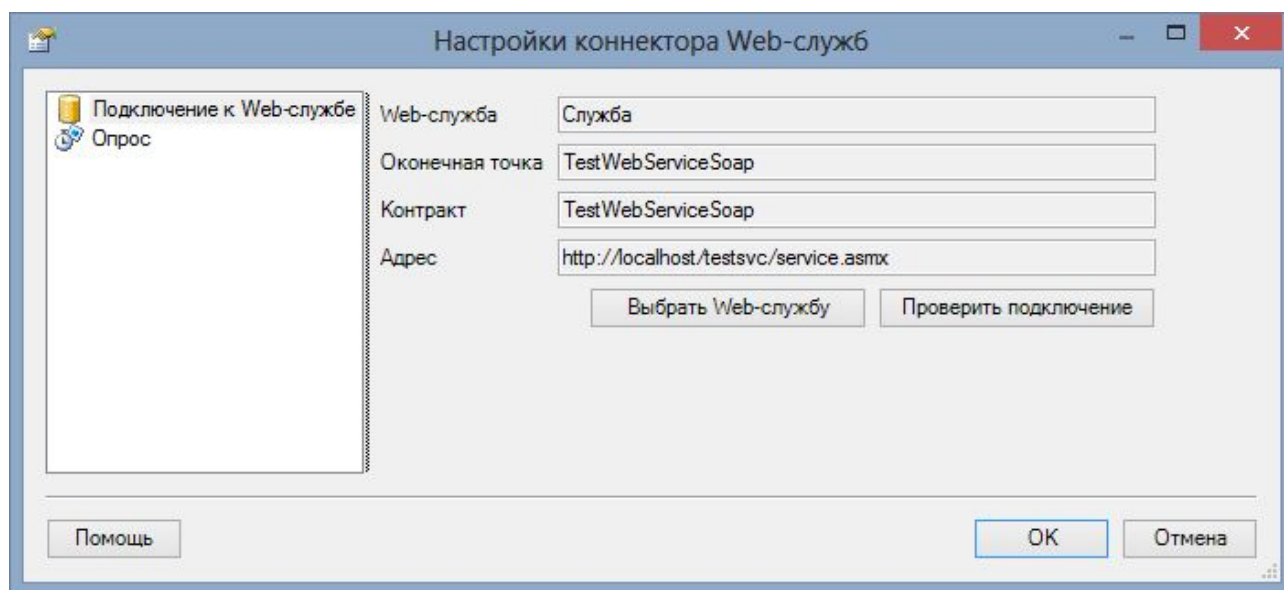 Настройки коннектора Web-служб
Подключение к Web-службе
Опрос
Web-служба Служба
Оконечная точка TestWebServiceSoap
Контракт TestWebServiceSoap
Адрес http://localhost/testsvc/service.asmx
Выбрать Web-службу Проверить подключение
Помощь OK Отмена